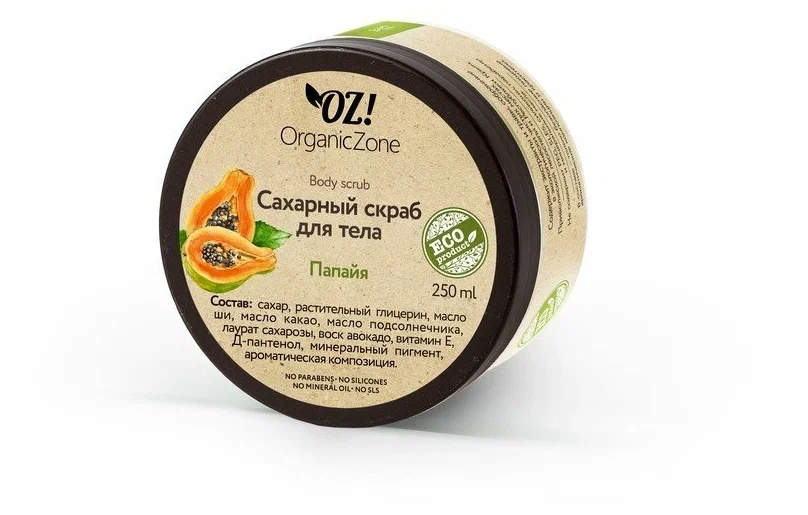 OZ!
OrganicZone
Body scrub
Сахарный скраб
для тела
Папайя
ECO
product
250 ml
Состав: сахар, растительный глицерин, масло
ши, масло какао, масло подсолнечника,
лаурат сахарозы, воск авокадо, витамин Е,
Д-пантенол, минеральный пигмент,
ароматическая композиция.
NO PARABENS · NO SILICONES
NO MINERAL OIL · NO SLS